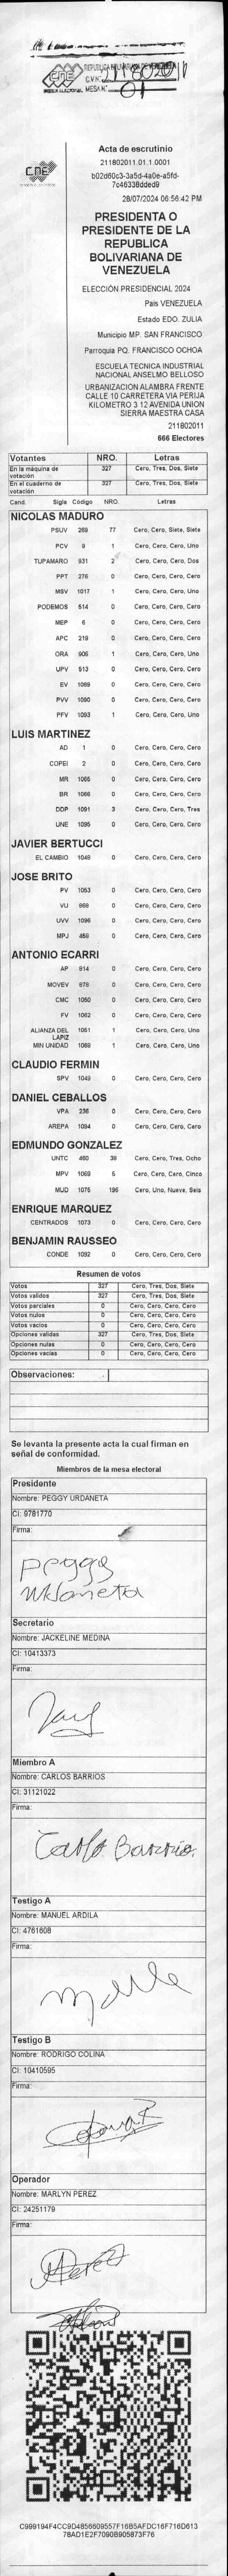 REPUBLICA BOLIVARIANA DE VENEZUELA
CNE
C.V.N°: 211802011
MESA N°: 01
CNE
Acta de escrutinio
211802011.01.1.0001
b02d60c3-3a5d-4a0e-a5fd-
7c46338dded9
28/07/2024 06:56:42 PM
PRESIDENTA O
PRESIDENTE DE LA
REPUBLICA
BOLIVARIANA DE
VENEZUELA
ELECCIÓN PRESIDENCIAL 2024
País VENEZUELA
Estado EDO. ZULIA
Municipio MP. SAN FRANCISCO
Parroquia PQ. FRANCISCO OCHOA
ESCUELA TECNICA INDUSTRIAL
NACIONAL ANSELMO BELLOSO
URBANIZACION ALAMBRA FRENTE
CALLE 10 CARRETERA VIA PERIJA
KILOMETRO 3 12 AVENIDA UNION
SIERRA MAESTRA CASA
211802011
666 Electores
Votantes NRO. Letras
En la máquina de votación 327 Cero, Tres, Dos, Siete
En el cuaderno de votación 327 Cero, Tres, Dos, Siete
Cand. Sigla Código NRO. Letras
NICOLAS MADURO
PSUV 269 77 Cero, Cero, Siete, Siete
PCV 9 1 Cero, Cero, Cero, Uno
TUPAMARO 931 2 Cero, Cero, Cero, Dos
PPT 276 0 Cero, Cero, Cero, Cero
MSV 1017 1 Cero, Cero, Cero, Uno
PODEMOS 514 0 Cero, Cero, Cero, Cero
MEP 6 0 Cero, Cero, Cero, Cero
APC 219 0 Cero, Cero, Cero, Cero
ORA 906 1 Cero, Cero, Cero, Uno
UPV 513 0 Cero, Cero, Cero, Cero
EV 1089 0 Cero, Cero, Cero, Cero
PVV 1090 0 Cero, Cero, Cero, Cero
PFV 1093 1 Cero, Cero, Cero, Uno
LUIS MARTINEZ
AD 1 0 Cero, Cero, Cero, Cero
COPEI 2 0 Cero, Cero, Cero, Cero
MR 1065 0 Cero, Cero, Cero, Cero
BR 1066 0 Cero, Cero, Cero, Cero
DDP 1091 3 Cero, Cero, Cero, Tres
UNE 1095 0 Cero, Cero, Cero, Cero
JAVIER BERTUCCI
EL CAMBIO 1048 0 Cero, Cero, Cero, Cero
JOSE BRITO
PV 1053 0 Cero, Cero, Cero, Cero
VU 868 0 Cero, Cero, Cero, Cero
UVV 1096 0 Cero, Cero, Cero, Cero
MPJ 459 0 Cero, Cero, Cero, Cero
ANTONIO ECARRI
AP 814 0 Cero, Cero, Cero, Cero
MOVEV 678 0 Cero, Cero, Cero, Cero
CMC 1050 0 Cero, Cero, Cero, Cero
FV 1062 0 Cero, Cero, Cero, Cero
ALIANZA DEL LAPIZ 1061 1 Cero, Cero, Cero, Uno
MIN UNIDAD 1069 1 Cero, Cero, Cero, Uno
CLAUDIO FERMIN
SPV 1049 0 Cero, Cero, Cero, Cero
DANIEL CEBALLOS
VPA 236 0 Cero, Cero, Cero, Cero
AREPA 1094 0 Cero, Cero, Cero, Cero
EDMUNDO GONZALEZ
UNTC 460 38 Cero, Cero, Tres, Ocho
MPV 1069 5 Cero, Cero, Cero, Cinco
MUD 1075 196 Cero, Uno, Nueve, Seis
ENRIQUE MARQUEZ
CENTRADOS 1073 0 Cero, Cero, Cero, Cero
BENJAMIN RAUSSEO
CONDE 1092 0 Cero, Cero, Cero, Cero
Resumen de votos
Votos 327 Cero, Tres, Dos, Siete
Votos validos 327 Cero, Tres, Dos, Siete
Votos parciales 0 Cero, Cero, Cero, Cero
Votos nulos 0 Cero, Cero, Cero, Cero
Votos vacios 0 Cero, Cero, Cero, Cero
Opciones validas 327 Cero, Tres, Dos, Siete
Opciones nulas 0 Cero, Cero, Cero, Cero
Opciones vacias 0 Cero, Cero, Cero, Cero
Observaciones:
Se levanta la presente acta la cual firman en
señal de conformidad.
Miembros de la mesa electoral
Presidente
Nombre: PEGGY URDANETA
CI: 9781770
Firma:
Peggy
Urdaneta
Secretario
Nombre: JACKELINE MEDINA
CI: 10413373
Firma:
Miembro A
Nombre: CARLOS BARRIOS
CI: 31121022
Firma:
Carlos Barrios
Testigo A
Nombre: MANUEL ARDILA
CI: 4761608
Firma:
Testigo B
Nombre: RODRIGO COLINA
CI: 10410595
Firma:
Operador
Nombre: MARLYN PEREZ
CI: 24251179
Firma:
C999194F4CC9D4856609557F16B5AFDC16F716D613
78AD1E2F7090B905873F76